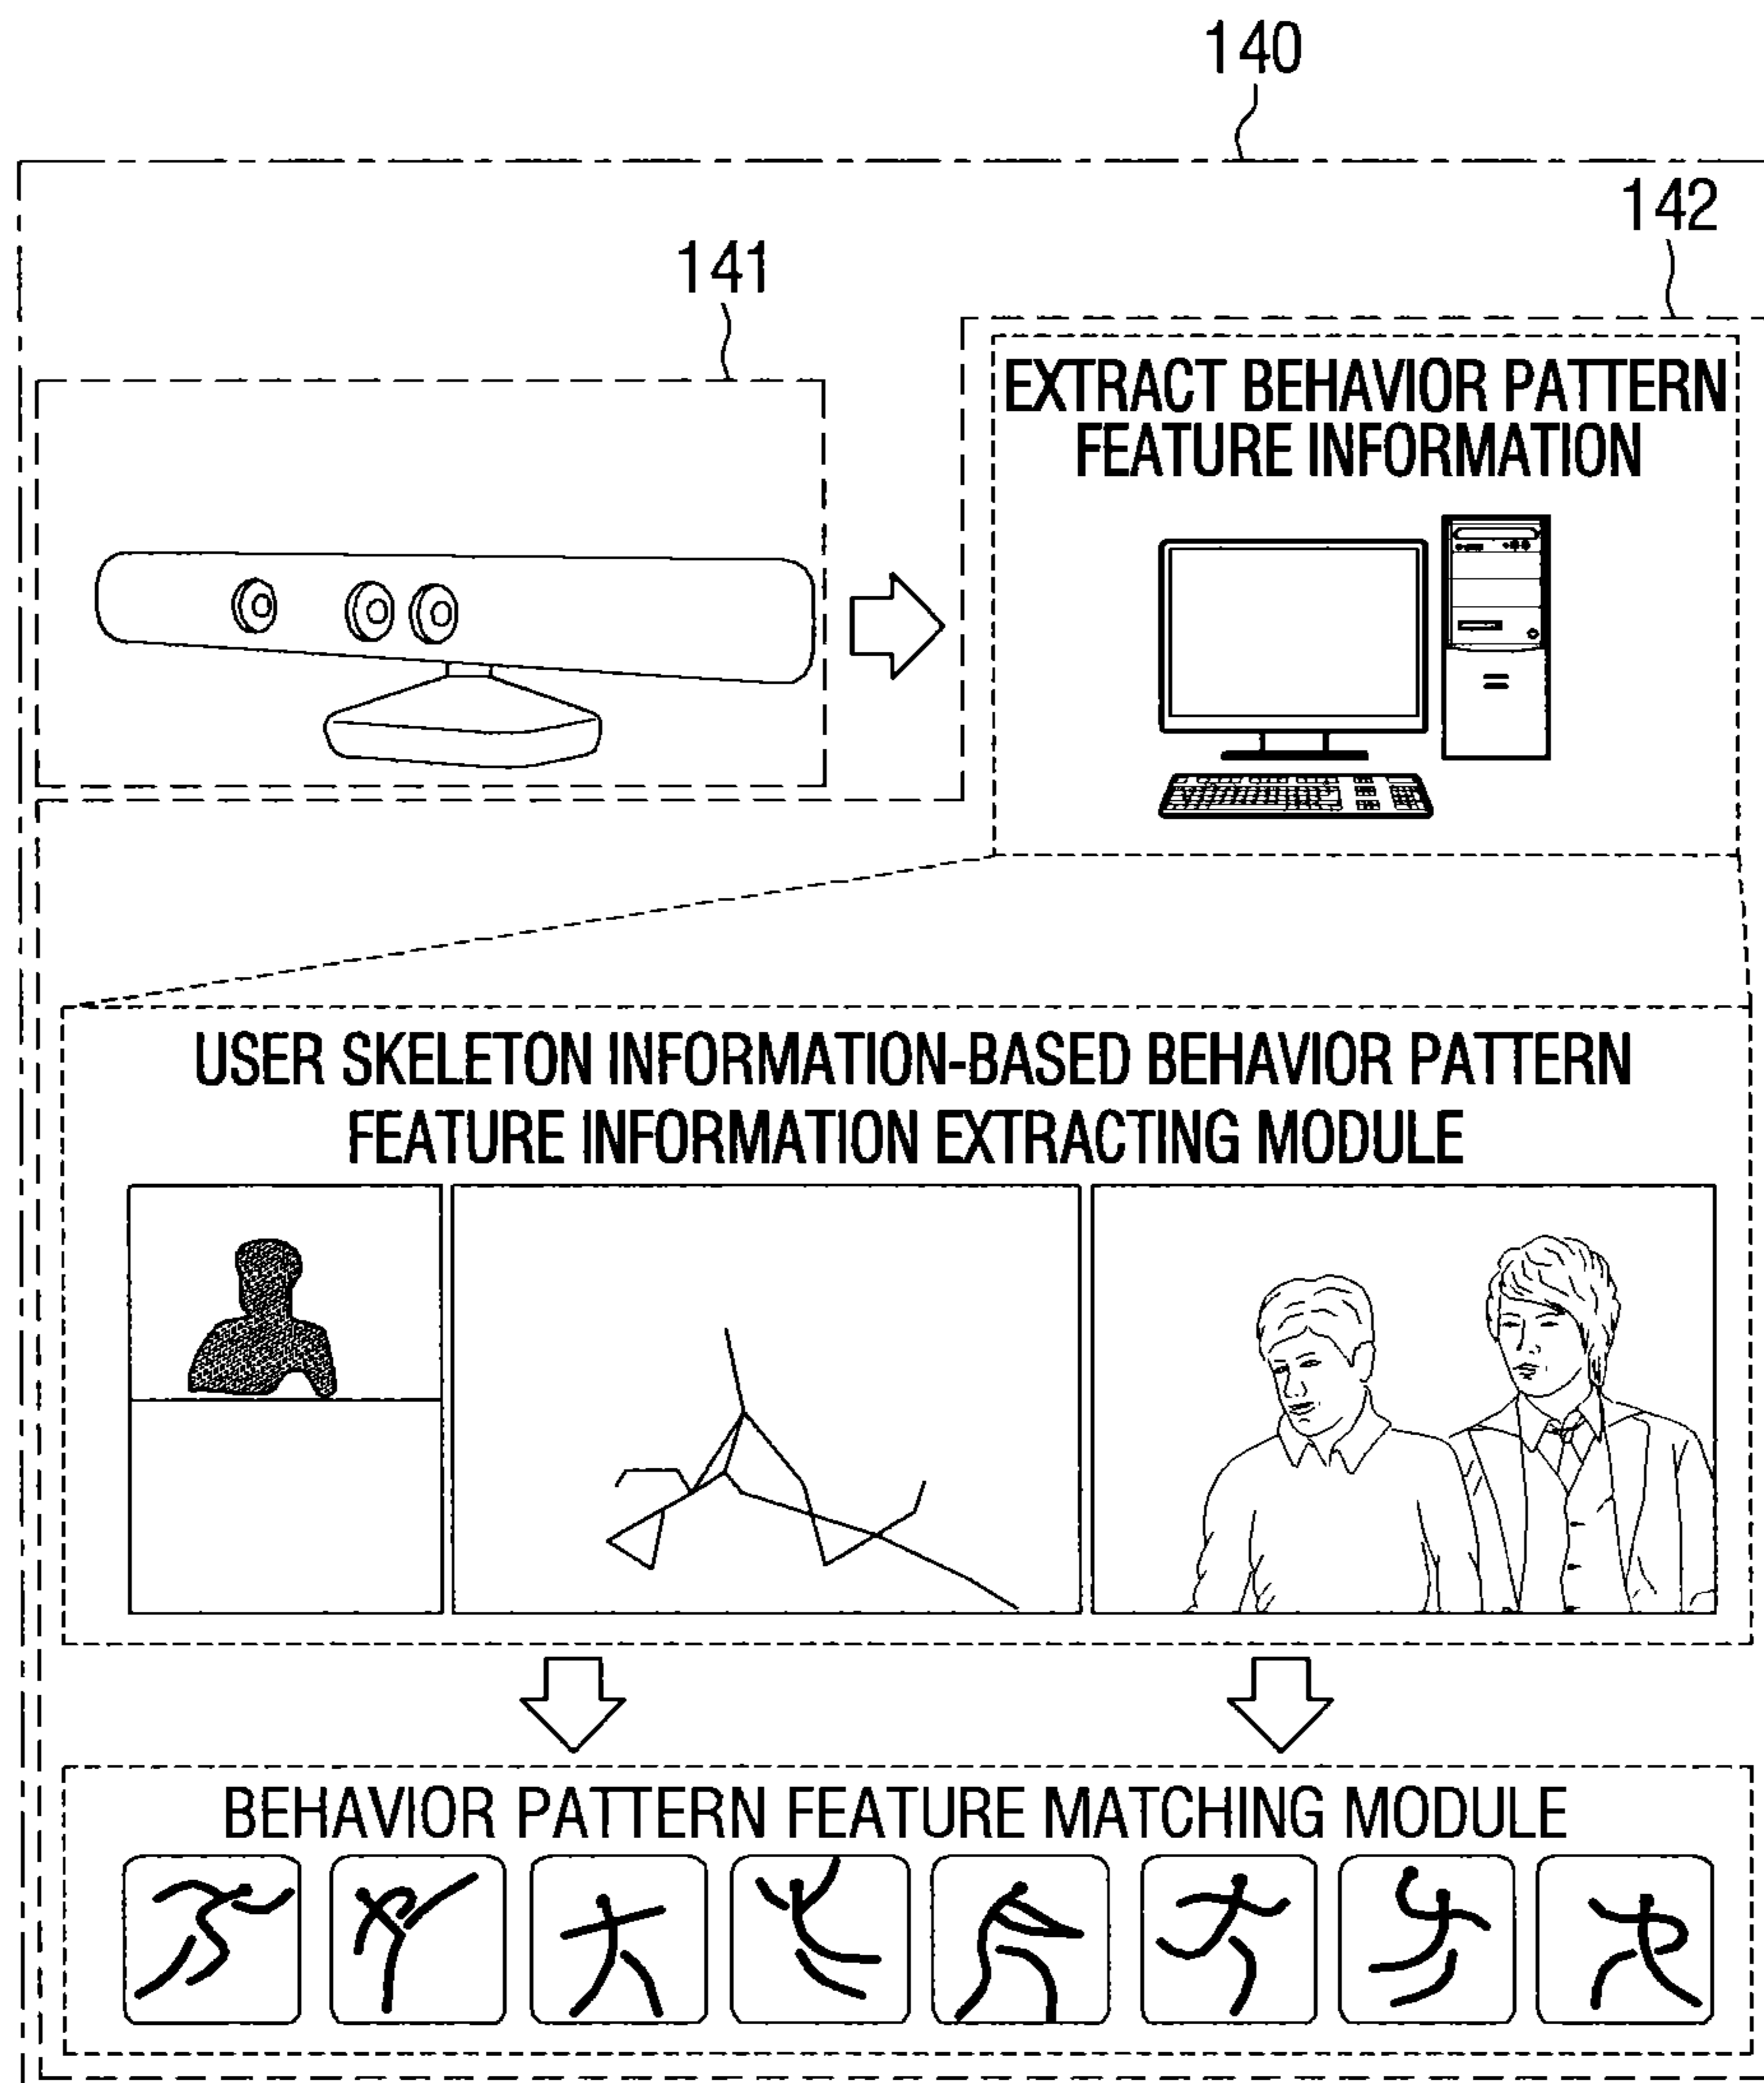 140
142
141
EXTRACT BEHAVIOR PATTERN
FEATURE INFORMATION
USER SKELETON INFORMATION-BASED BEHAVIOR PATTERN
FEATURE INFORMATION EXTRACTING MODULE
BEHAVIOR PATTERN FEATURE MATCHING MODULE